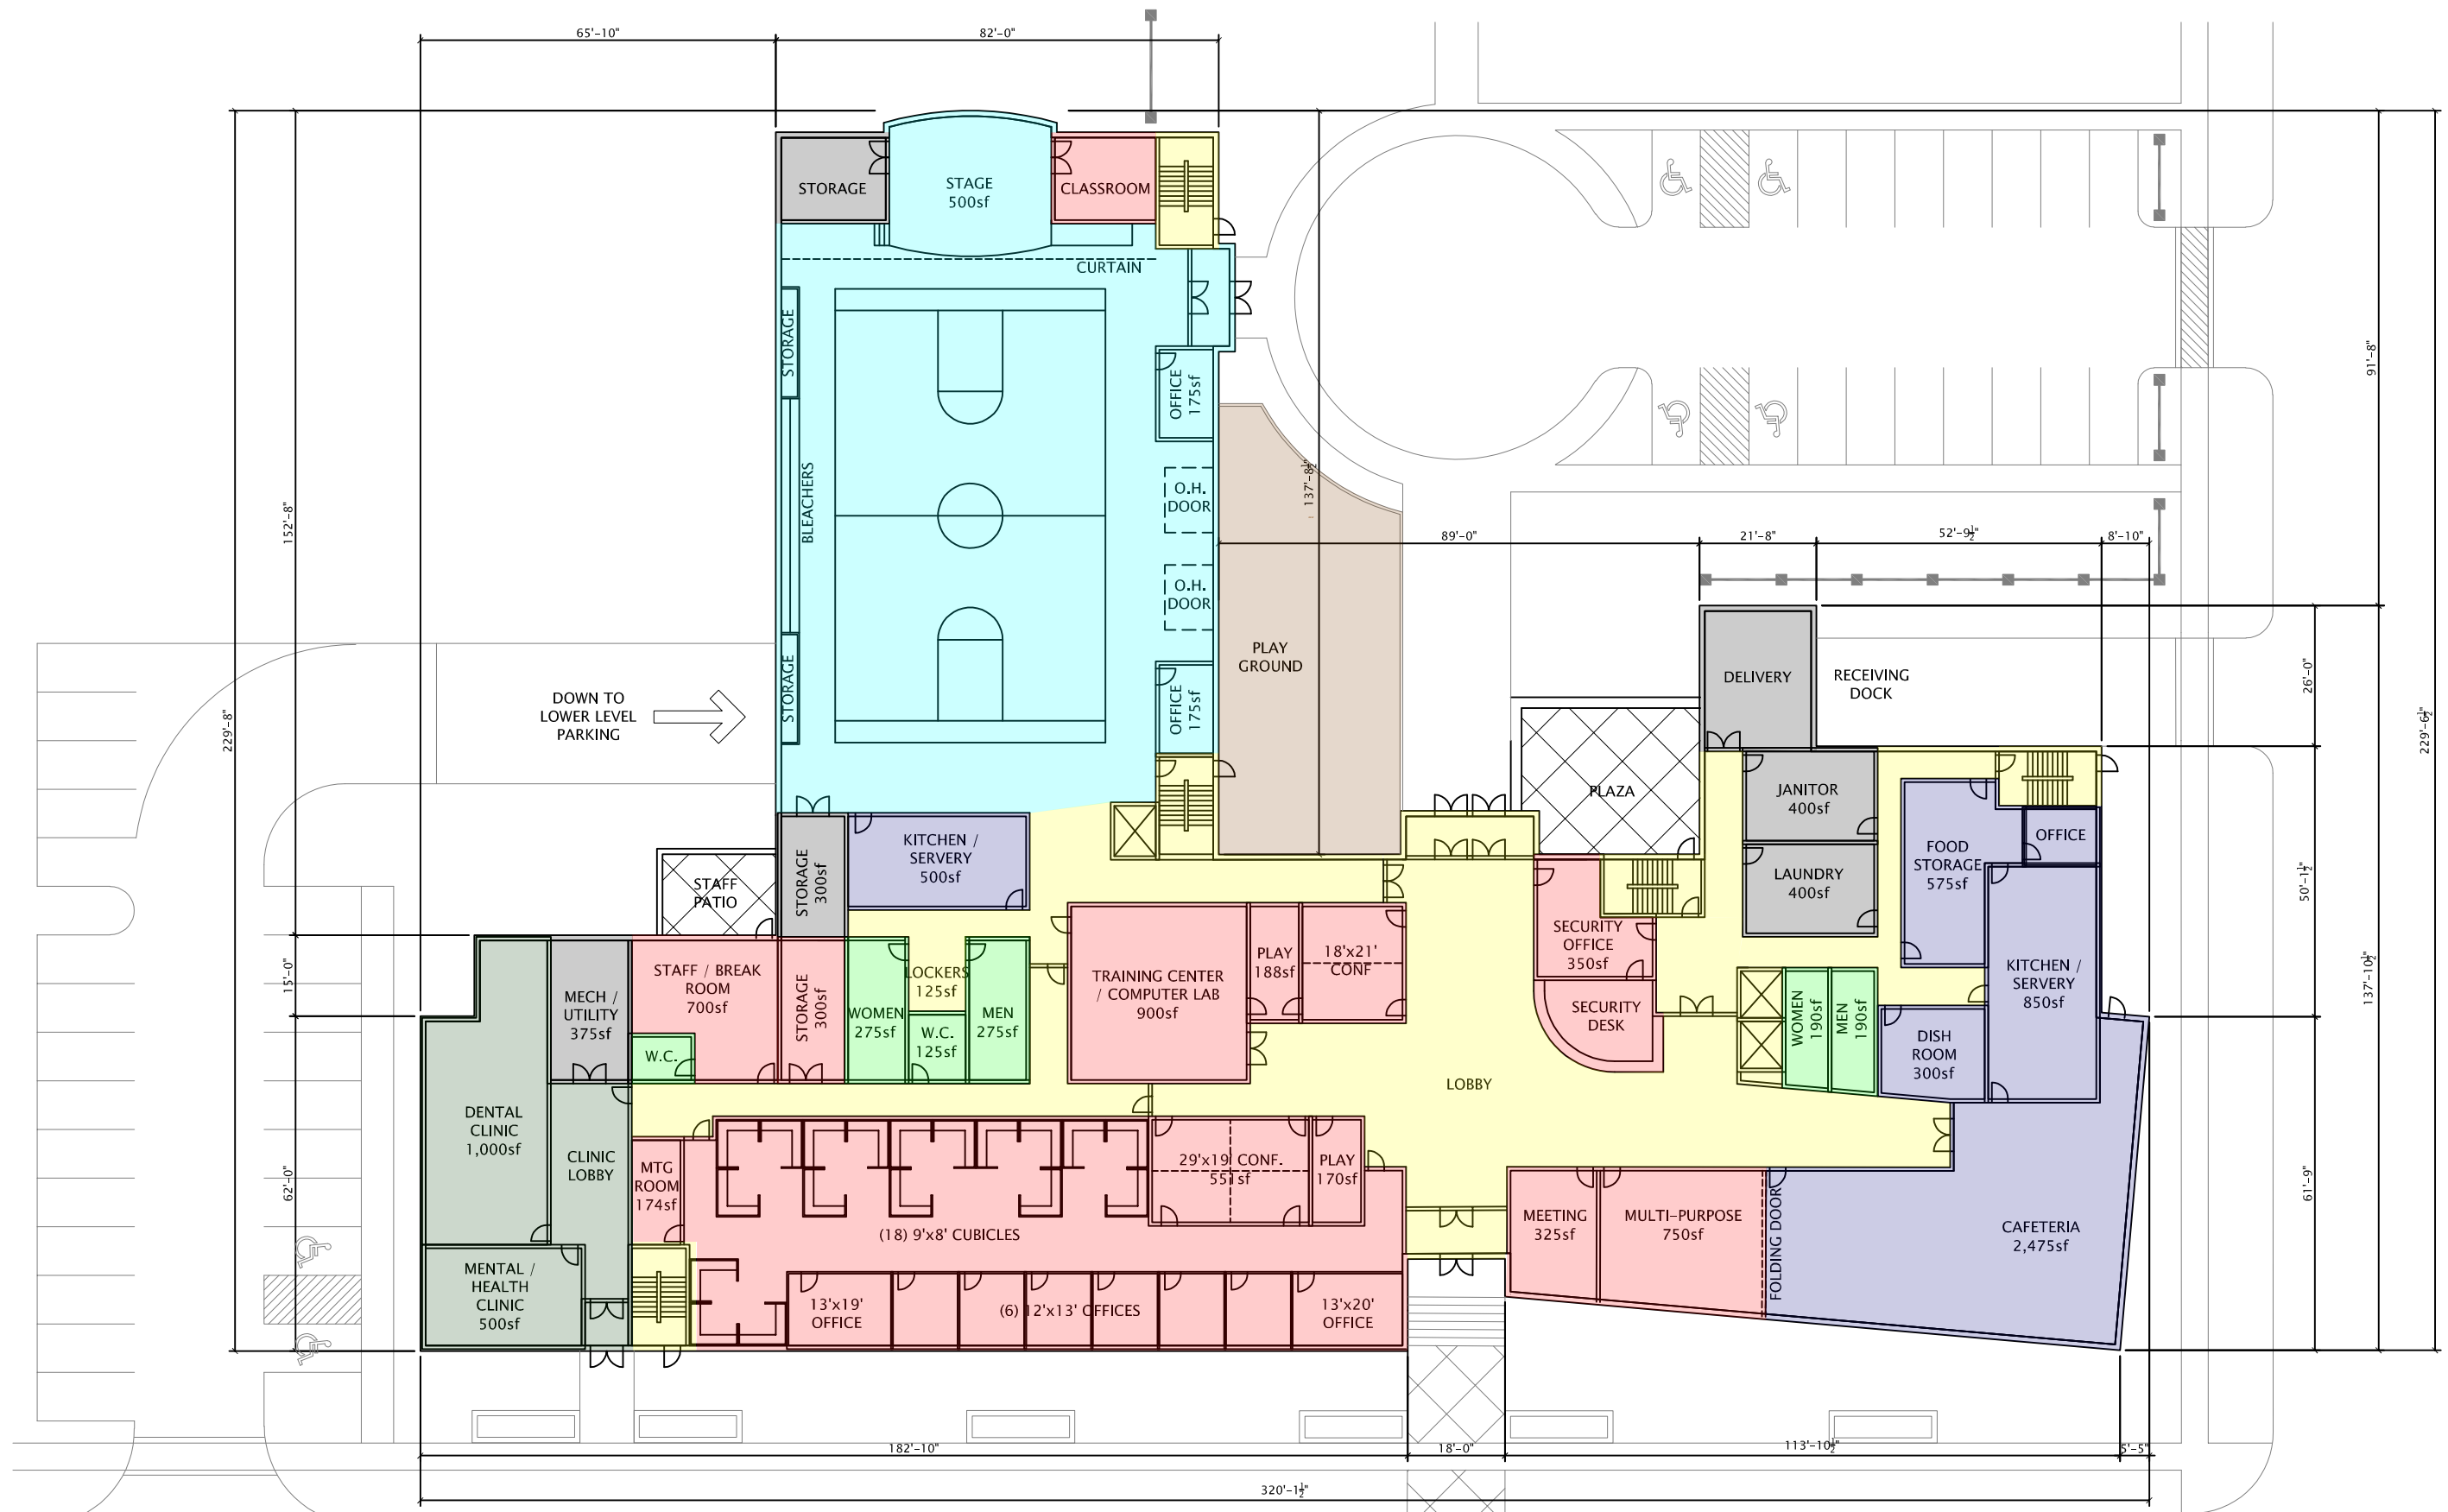 65'-10"
82'-0"
STORAGE
STAGE
500sf
CLASSROOM
CURTAIN
STORAGE
OFFICE
175sf
91'-8"
BLEACHERS
O.H.
DOOR
137'-8½"
152'-8"
89'-0"
21'-8"
52'-9½"
8'-10"
O.H.
DOOR
PLAY
GROUND
STORAGE
OFFICE
175sf
DELIVERY
RECEIVING
DOCK
26'-0"
DOWN TO
LOWER LEVEL
PARKING
229'-8"
229'-6½"
PLAZA
JANITOR
400sf
OFFICE
FOOD
STORAGE
575sf
KITCHEN /
SERVERY
500sf
STORAGE
300sf
STAFF
PATIO
LAUNDRY
400sf
50'-1½"
SECURITY
OFFICE
350sf
15'-0"
MECH /
UTILITY
375sf
STAFF / BREAK
ROOM
700sf
STORAGE
300sf
WOMEN
275sf
LOCKERS
125sf
W.C.
125sf
MEN
275sf
TRAINING CENTER
/ COMPUTER LAB
900sf
PLAY
188sf
18'x21'
CONF
137'-10½"
KITCHEN /
SERVERY
850sf
SECURITY
DESK
WOMEN
190sf
MEN
190sf
W.C.
DISH
ROOM
300sf
LOBBY
DENTAL
CLINIC
1,000sf
CLINIC
LOBBY
MTG
ROOM
174sf
29'x19' CONF.
551sf
PLAY
170sf
62'-0"
61'-9"
(18) 9'x8' CUBICLES
MEETING
325sf
MULTI-PURPOSE
750sf
FOLDING DOOR
CAFETERIA
2,475sf
MENTAL /
HEALTH
CLINIC
500sf
13'x19'
OFFICE
(6) 12'x13' OFFICES
13'x20'
OFFICE
182'-10"
18'-0"
113'-10½"
5'-5"
320'-1½"